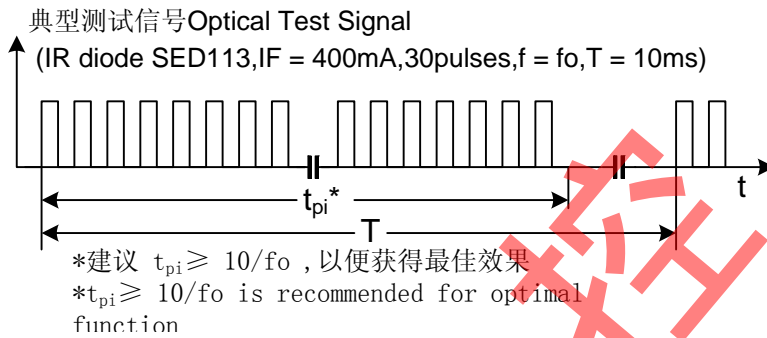 典型测试信号Optical Test Signal
(IR diode SED113,IF = 400mA,30pulses,f = fo,T = 10ms)
t
tpi*
T
*建议 tpi≥ 10/fo ,以便获得最佳效果
*tpi≥ 10/fo is recommended for optimal
function
控